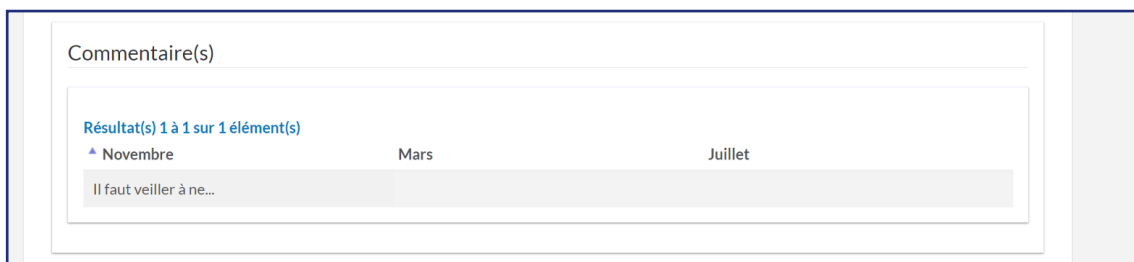 Commentaire(s)
Résultat(s) 1 à 1 sur 1 élément(s)
Novembre Mars Juillet
Il faut veiller à ne...